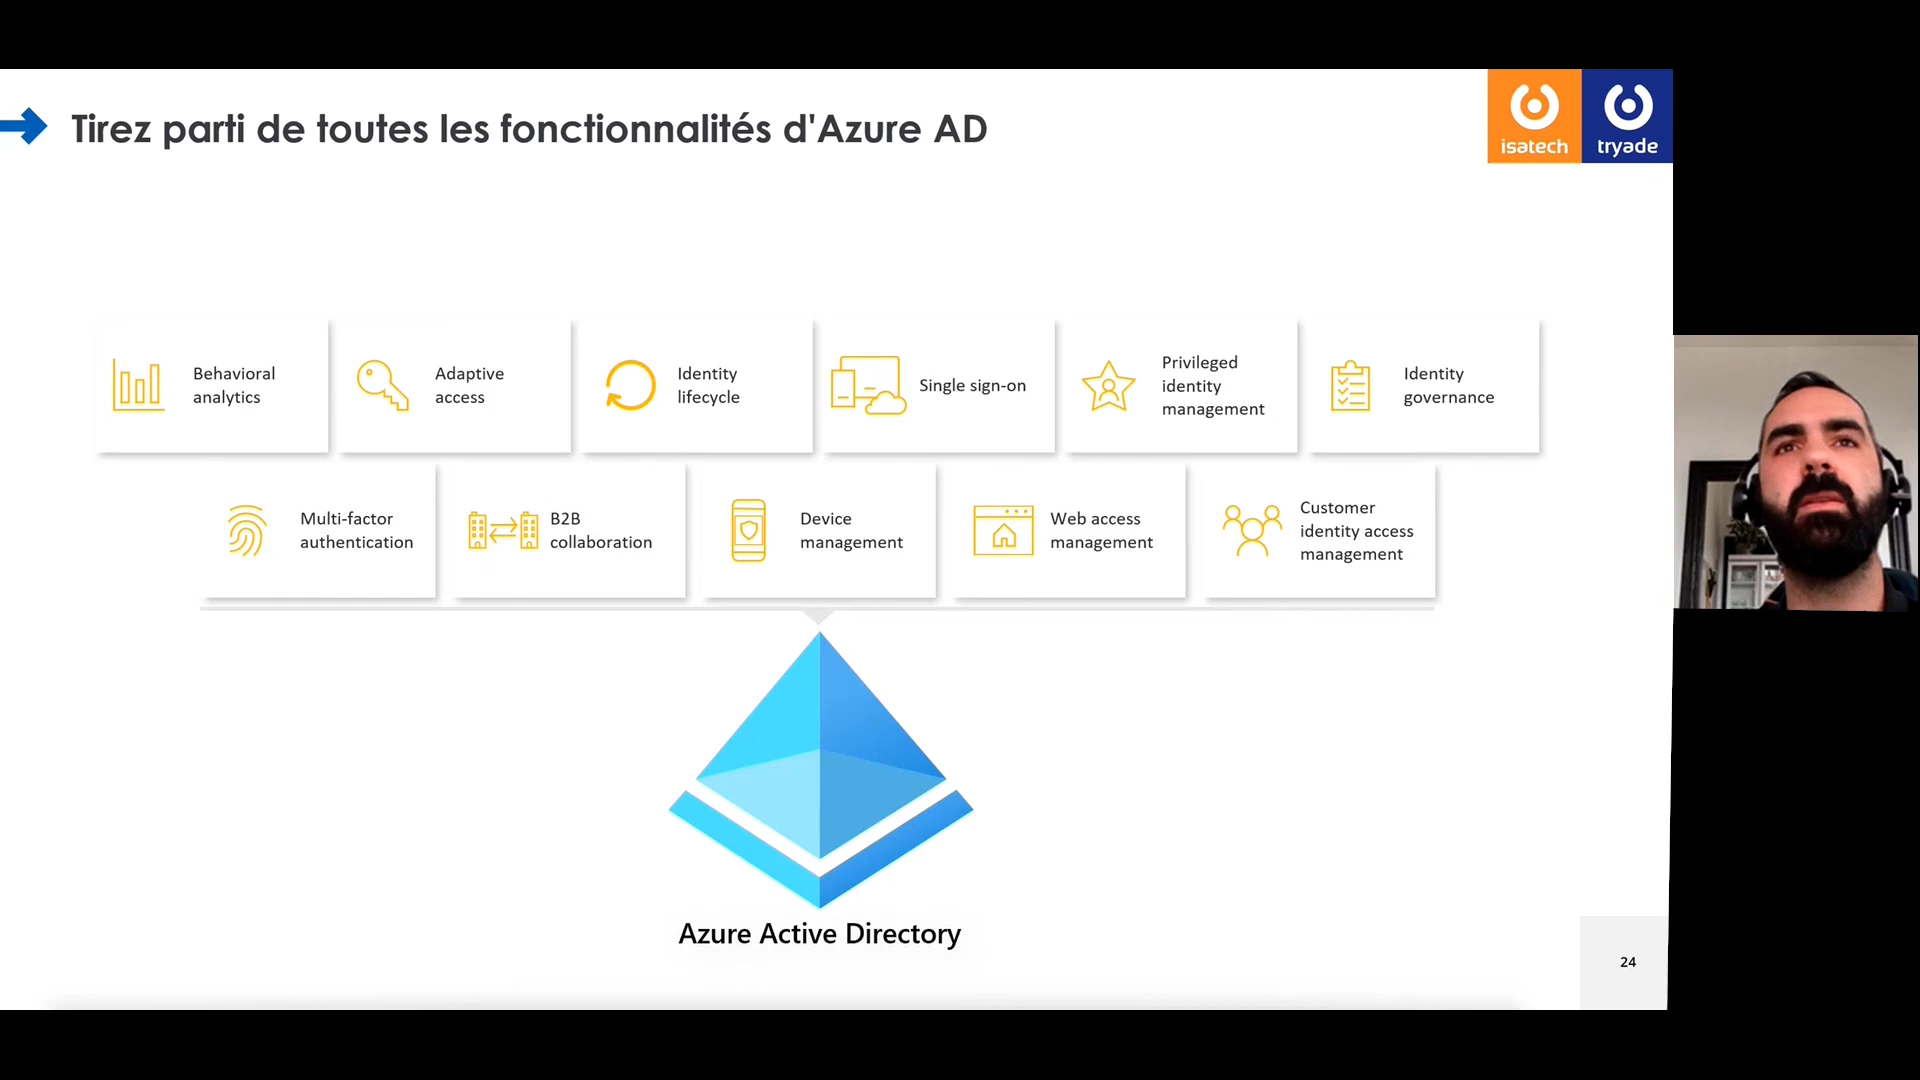 Tirez parti de toutes les fonctionnalités d'Azure AD
isatech
tryade
Behavioral
analytics
Adaptive
access
Identity
lifecycle
Single sign-on
Privileged
identity
management
Identity
governance
Multi-factor
authentication
B2B
collaboration
Device
management
Web access
management
Customer
identity access
management
Azure Active Directory
24